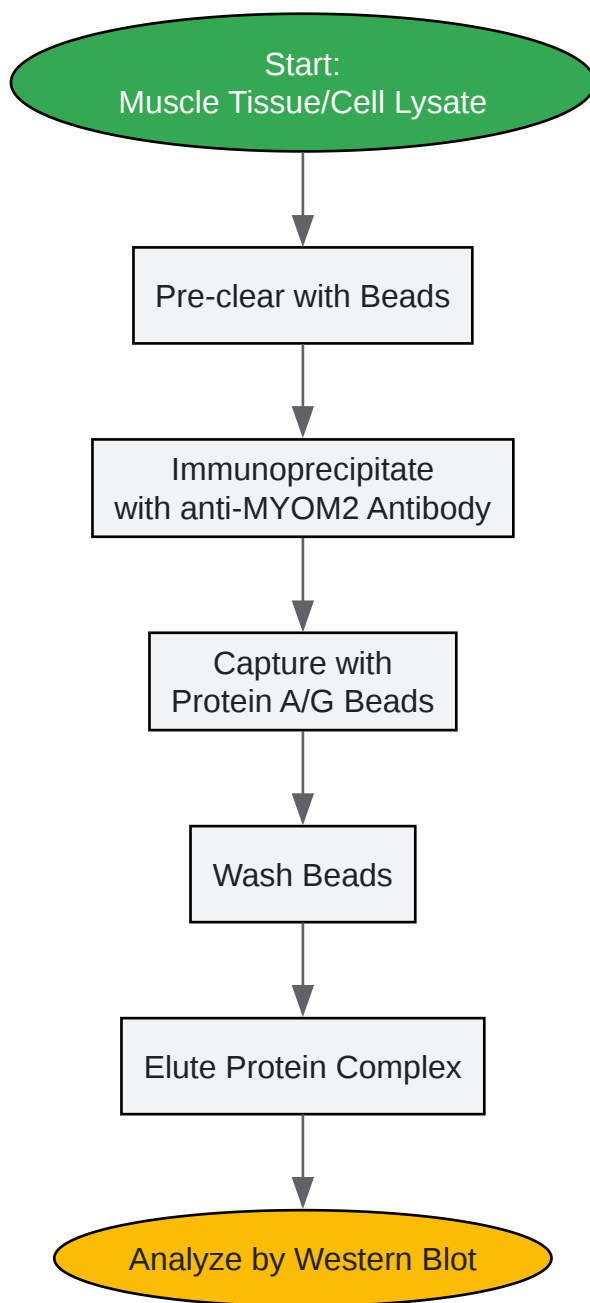 Start:
Muscle Tissue/Cell Lysate
Pre-clear with Beads
Immunoprecipitate
with anti-MYOM2 Antibody
Capture with
Protein A/G Beads
Wash Beads
Elute Protein Complex
Analyze by Western Blot